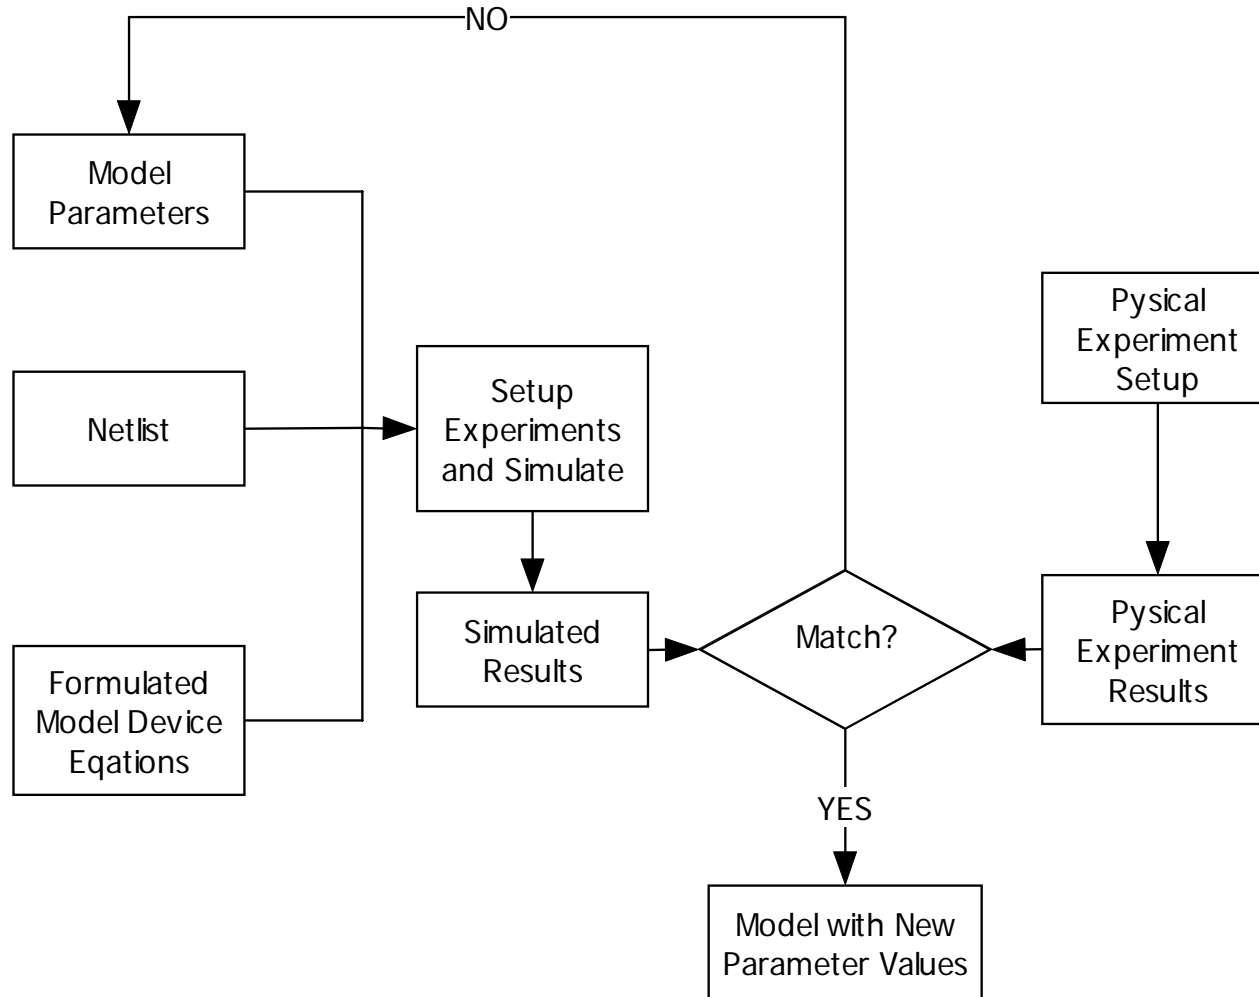 NO
Model
Parameters
Netlist
Formulated
Model Device
Eqations
Setup
Experiments
and Simulate
Simulated
Results
Match?
Pysical
Experiment
Setup
Pysical
Experiment
Results
YES
Model with New
Parameter Values